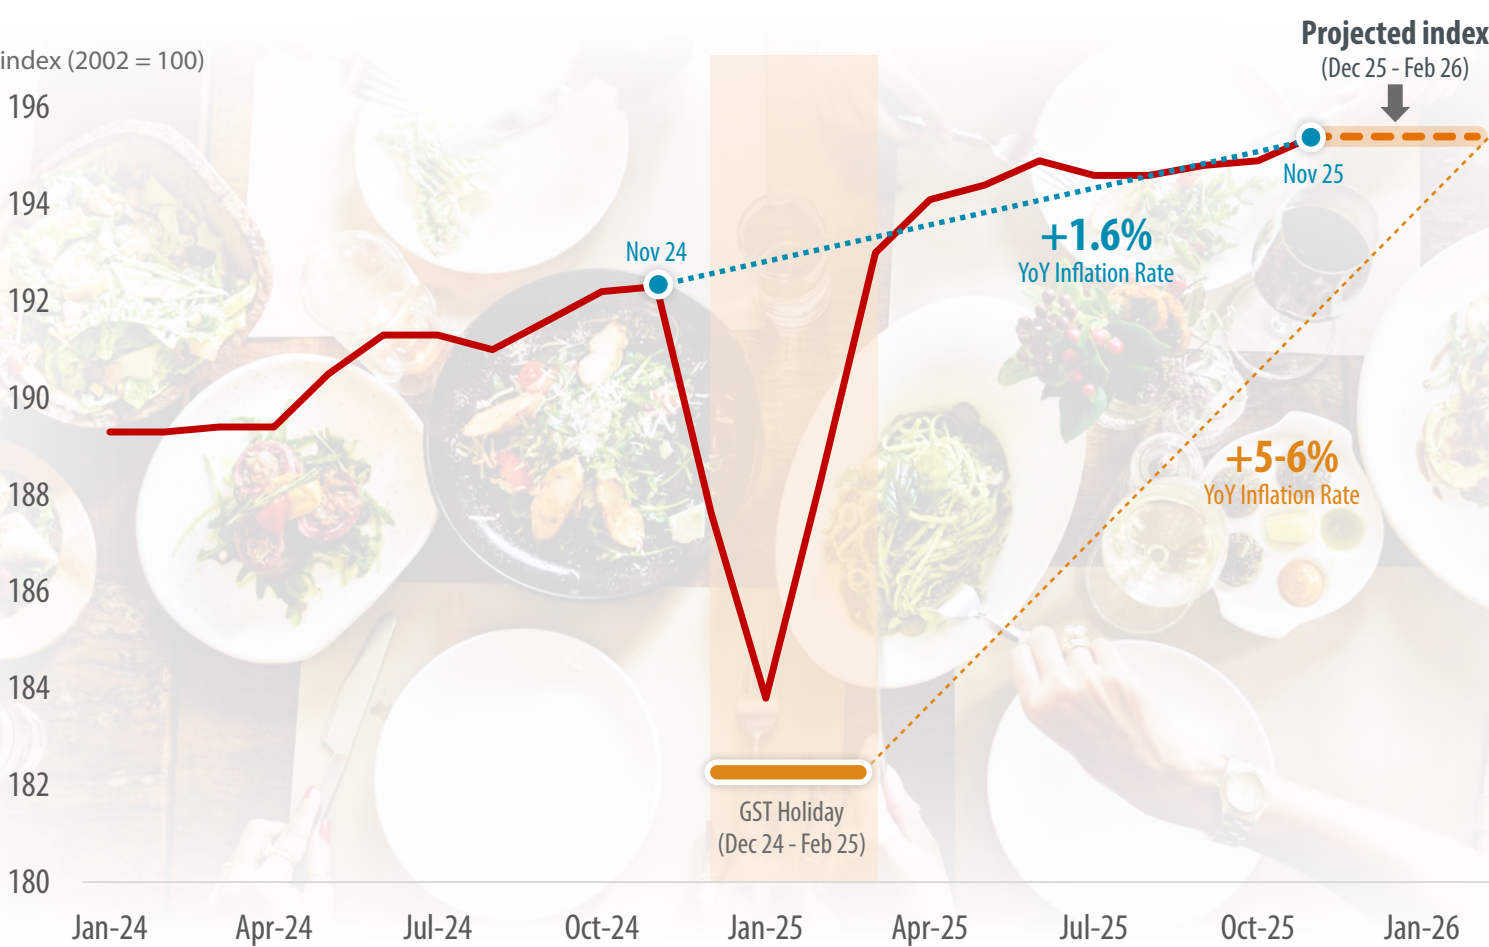 Projected index
(Dec 25 - Feb 26)
index (2002 = 100)
196
194
192
190
188
186
184
182
180
Nov 24
Nov 25
+1.6%
YoY Inflation Rate
+5-6%
YoY Inflation Rate
GST Holiday
(Dec 24 - Feb 25)
Jan-24 Apr-24 Jul-24 Oct-24 Jan-25 Apr-25 Jul-25 Oct-25 Jan-26